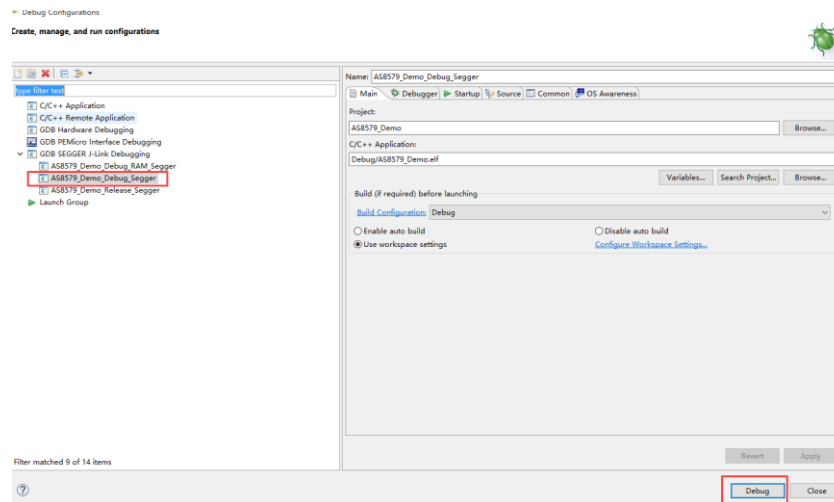 Debug Configurations
Create, manage, and run configurations
type filter text
C/C++ Application
C/C++ Remote Application
GDB Hardware Debugging
GDB PEMicro Interface Debugging
GDB SEGGER J-Link Debugging
AS8579_Demo_Debug_RAM_Segger
AS8579_Demo_Debug_Segger
AS8579_Demo_Release_Segger
Launch Group
Filter matched 9 of 14 items
Name: AS8579_Demo_Debug_Segger
Main Debugger Startup Source Common OS Awareness
Project:
AS8579_Demo Browse...
C/C++ Application:
Debug/AS8579_Demo.elf
Variables... Search Project... Browse...
Build (if required) before launching
Build Configuration: Debug
Enable auto build Disable auto build
Use workspace settings Configure Workspace Settings...
Revert Apply
? Debug Close